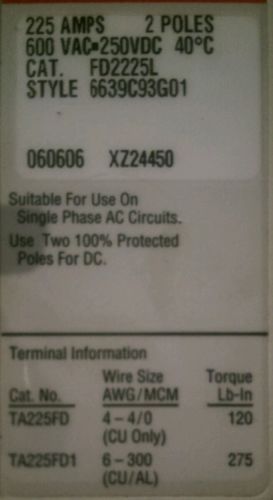 225 AMPS 2 POLES
600 VAC▪250VDC 40°C
CAT. FD2225L
STYLE 6639C93G01
060606 XZ24450
Suitable For Use On
Single Phase AC Circuits.
Use Two 100% Protected
Poles For DC.
Terminal Information
Wire Size Torque
Cat. No. AWG/MCM Lb-In
TA225FD 4-4/0 120
(CU Only)
TA225FD1 6-300 275
(CU/AL)